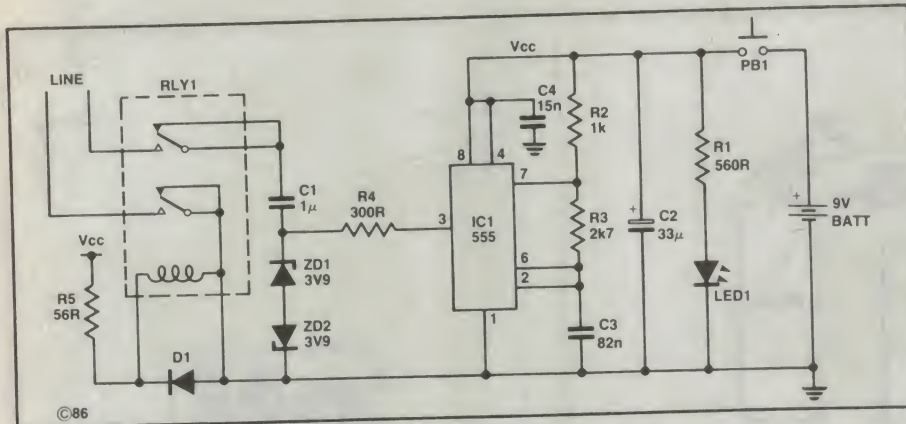 LINE
RLY1
Vcc
R5
56R
D1
©86
C1
1μ
ZD1
3V9
ZD2
3V9
R4
300R
3
Vcc
8
4
C4
15n
IC1
555
7
6
2
1
R2
1k
R3
2k7
C3
82n
+
C2
33μ
R1
560R
LED1
PB1
+
9V
BATT